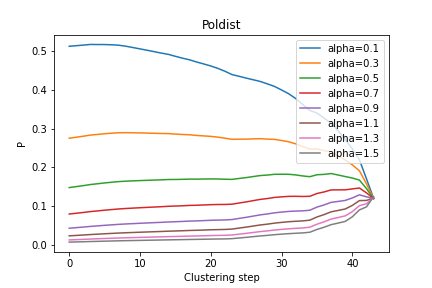 Poldist
P
0.5
0.4
0.3
0.2
0.1
0.0
alpha=0.1
alpha=0.3
alpha=0.5
alpha=0.7
alpha=0.9
alpha=1.1
alpha=1.3
alpha=1.5
0 10 20 30 40
Clustering step